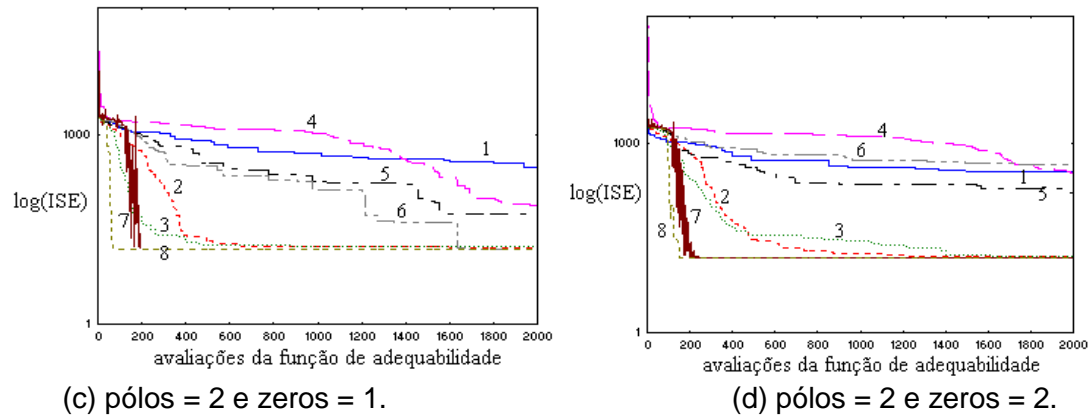 1000
log(ISE)
1
4
1
5
2
6
7
3
8
0 200 400 600 800 1000 1200 1400 1600 1800 2000
avaliações da função de adequabilidade
(c) pólos = 2 e zeros = 1.
1000
log(ISE)
1
4
6
1
5
2
7
8
3
0 200 400 600 800 1000 1200 1400 1600 1800 2000
avaliações da função de adequabilidade
(d) pólos = 2 e zeros = 2.